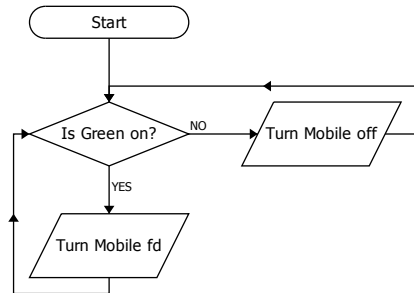 Start
Is Green on?
NO
Turn Mobile off
YES
Turn Mobile fd